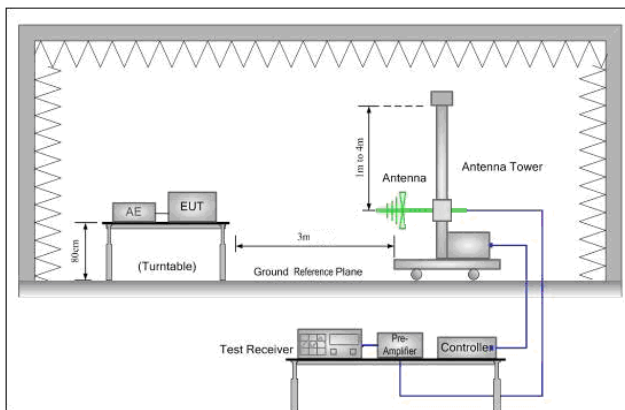 1m to 4m
Antenna
Antenna Tower
AE
EUT
80cm
(Turntable)
3m
Ground Reference Plane
Test Receiver
Pre-
Amplifier
Controller